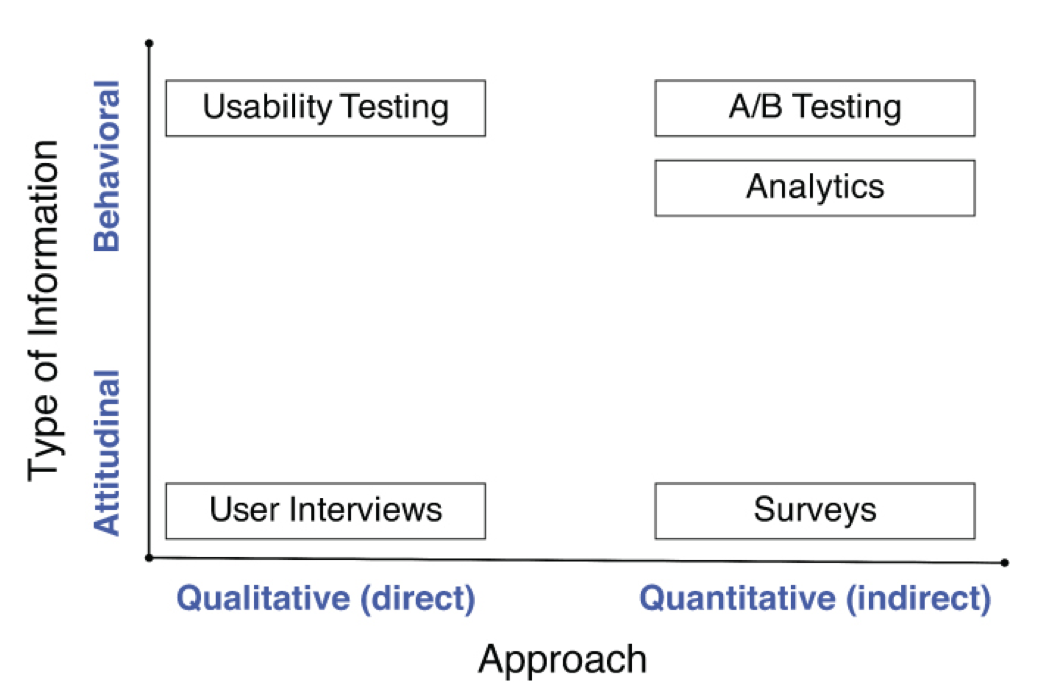 Usability Testing
A/B Testing
Analytics
User Interviews
Surveys
Type of Information
Behavioral
Attitudinal
Qualitative (direct)
Quantitative (indirect)
Approach